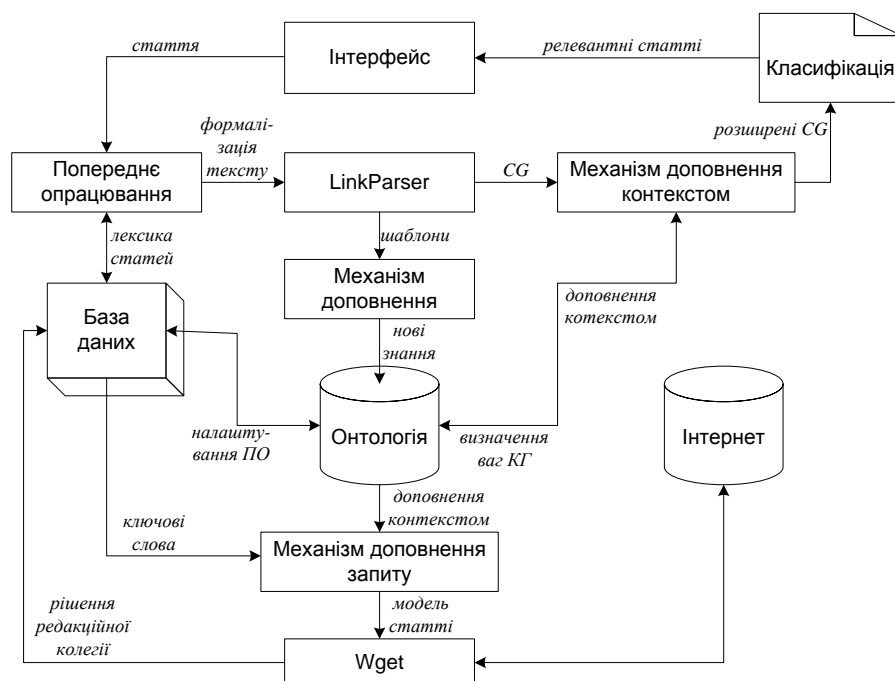 стаття
Інтерфейс
релевантні статті
Класифікація
формалі-
зація
тексту
розширені CG
Попереднє
опрацювання
LinkParser
CG
Механізм доповнення
контекстом
лексика
статей
шаблони
Механізм
доповнення
База
даних
доповнення
котекстом
нові
знання
Онтологія
Інтернет
налашту-
вання ПО
визначення
ваг КГ
доповнення
контекстом
ключові
слова
Механізм доповнення
запиту
рішення
редакційної
колегії
модель
статті
Wget